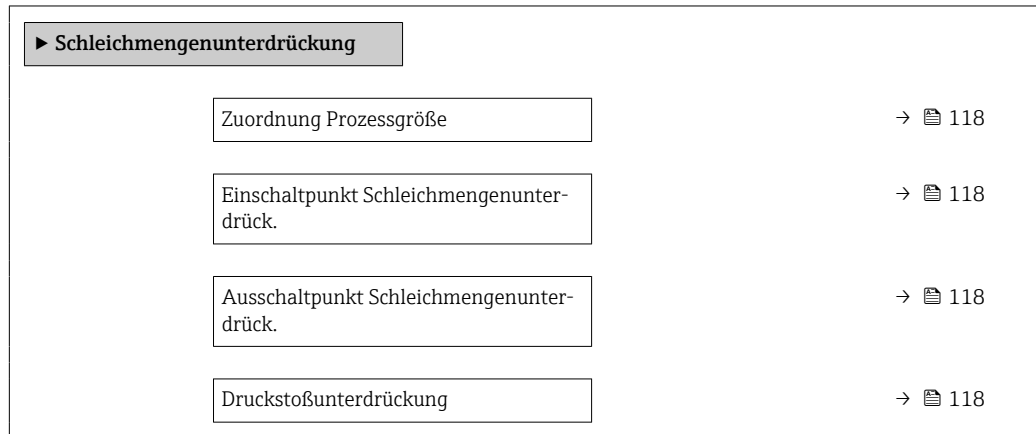 ▶ Schleichmengenunterdrückung
Zuordnung Prozessgröße → 118
Einschaltpunkt Schleichmengenunter-
drück. → 118
Ausschaltpunkt Schleichmengenunter-
drück. → 118
Druckstoßunterdrückung → 118